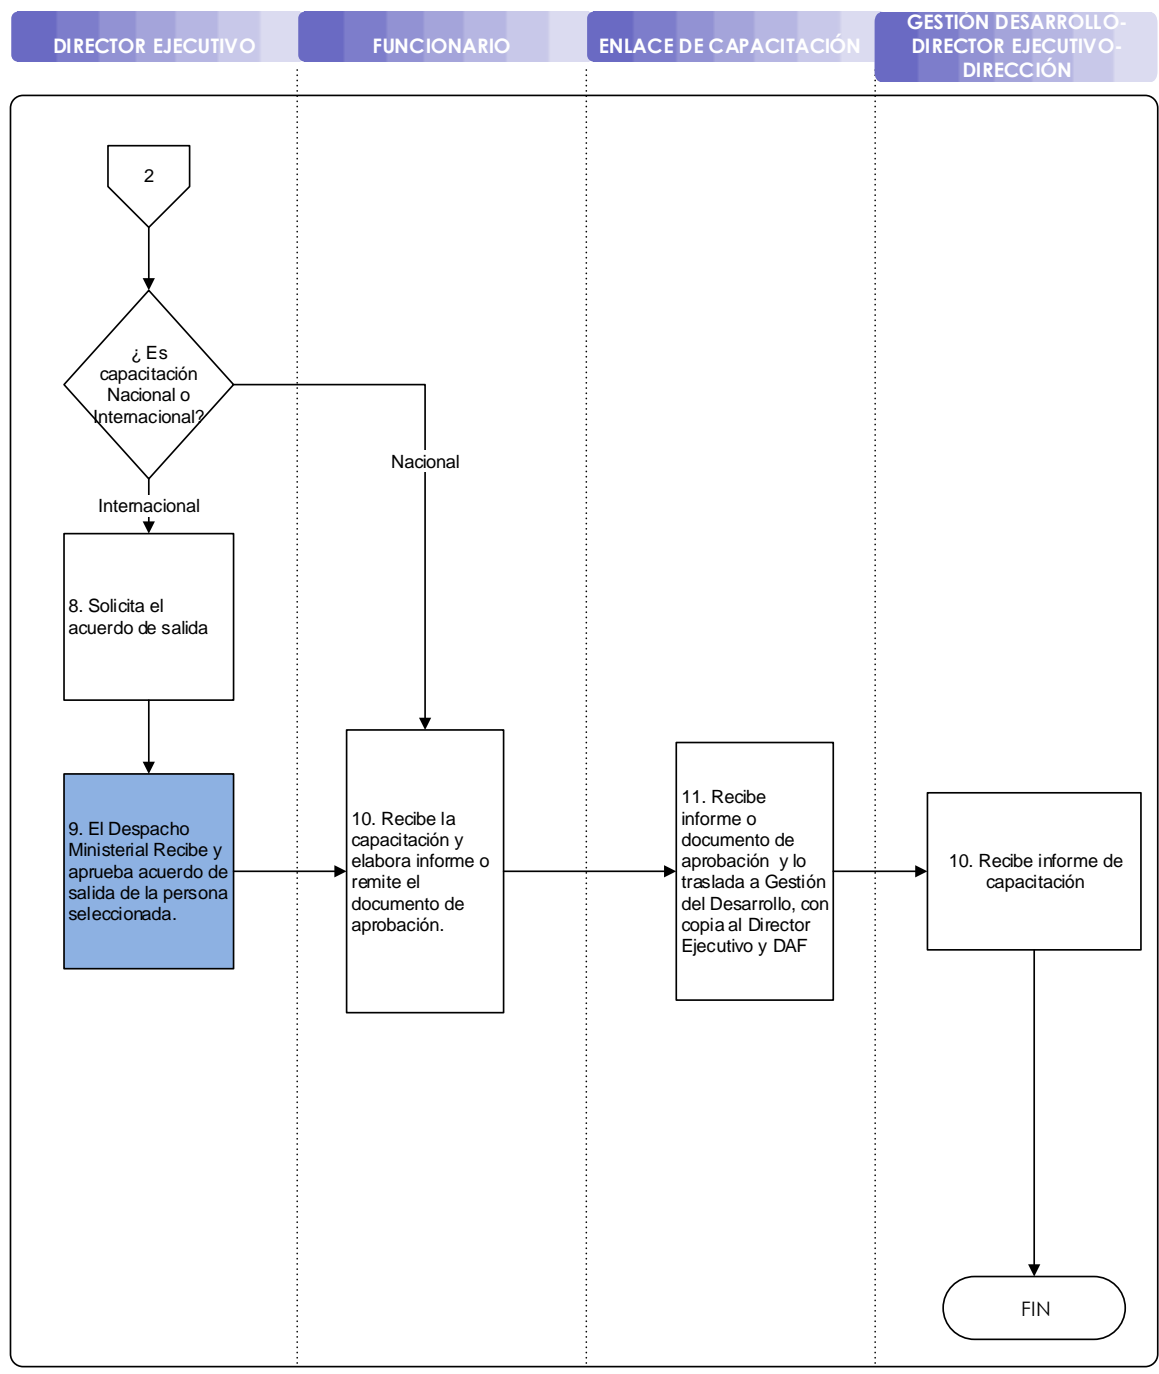 DIRECTOR EJECUTIVO
FUNCIONARIO
ENLACE DE CAPACITACIÓN
GESTIÓN DESARROLLO-
DIRECTOR EJECUTIVO-
DIRECCIÓN
2
¿ Es
capacitación
Nacional o
Internacional?
Nacional
Internacional
8. Solicita el
acuerdo de salida
9. El Despacho
Ministerial Recibe y
aprueba acuerdo de
salida de la persona
seleccionada.
10. Recibe la
capacitación y
elabora informe o
remite el
documento de
aprobación.
11. Recibe
informe o
documento de
aprobación y lo
traslada a Gestión
del Desarrollo, con
copia al Director
Ejecutivo y DAF
10. Recibe informe de
capacitación
FIN